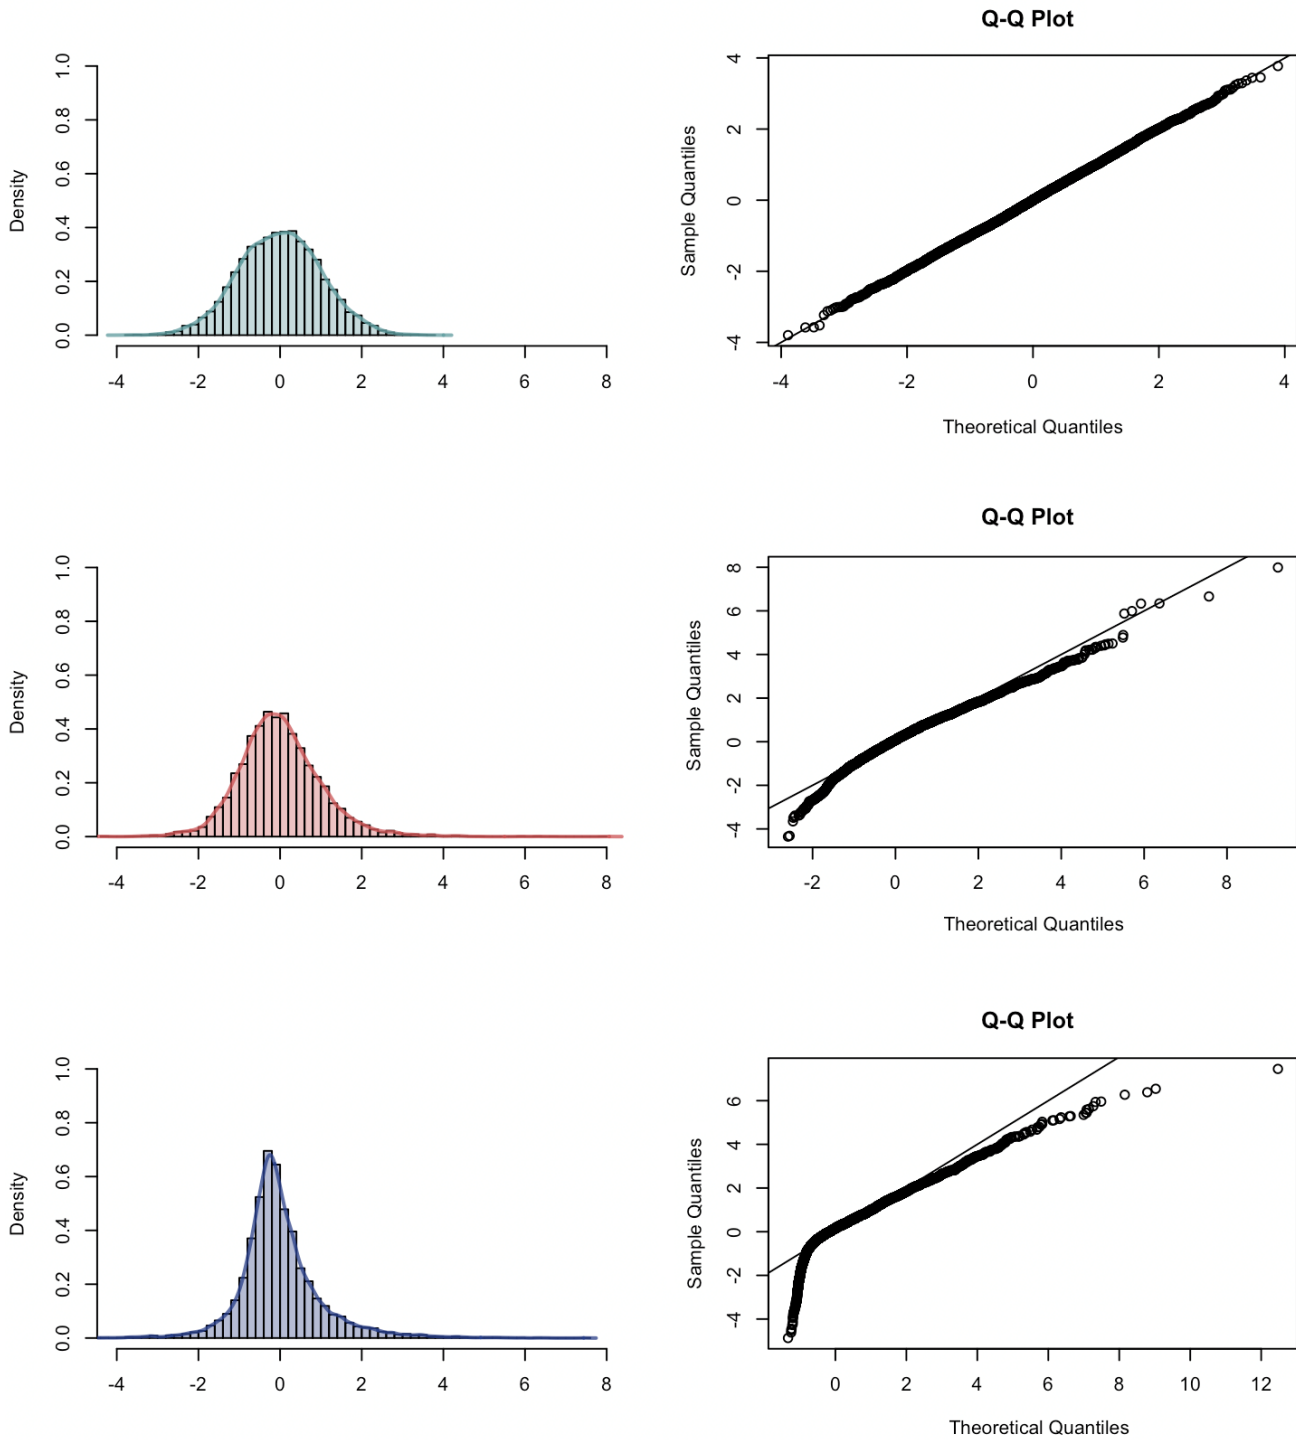 Q-Q Plot
Density
0.0 0.2 0.4 0.6 0.8 1.0
-4 -2 0 2 4 6 8
Sample Quantiles
-4 -2 0 2 4
-4 -2 0 2 4
Theoretical Quantiles
Q-Q Plot
Density
0.0 0.2 0.4 0.6 0.8 1.0
-4 -2 0 2 4 6 8
Sample Quantiles
-4 -2 0 2 4 6 8
-2 0 2 4 6 8
Theoretical Quantiles
Q-Q Plot
Density
0.0 0.2 0.4 0.6 0.8 1.0
-4 -2 0 2 4 6 8
Sample Quantiles
-4 -2 0 2 4 6
0 2 4 6 8 10 12
Theoretical Quantiles